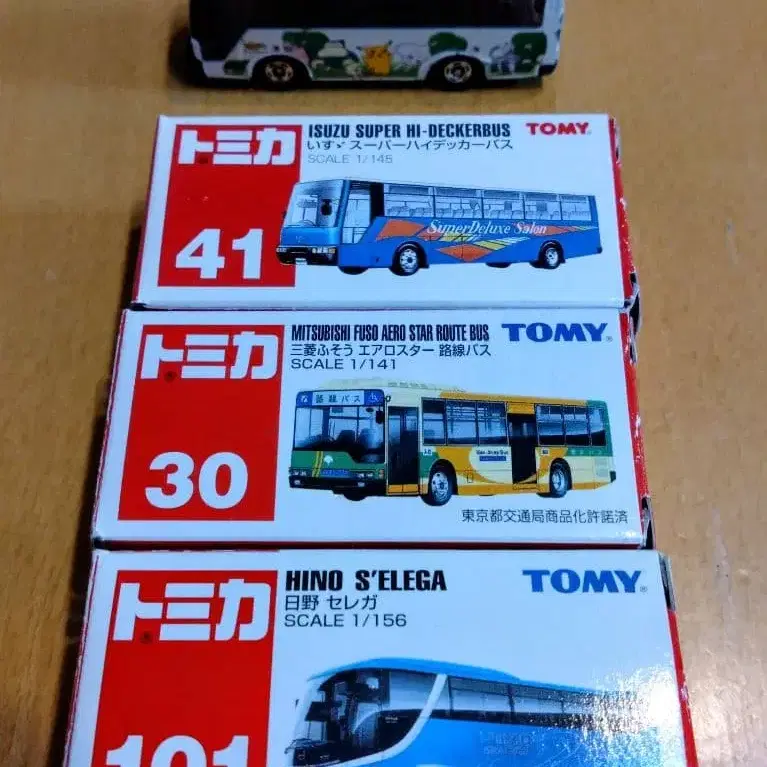 トミカ
41
ISUZU SUPER HI-DECKERBUS
いすゞ スーパーハイデッカーバス
SCALE 1/145
TOMY
SuperDeluxe Salon
トミカ
30
MITSUBISHI FUSO AERO STAR ROUTE BUS
三菱ふそう エアロスター 路線バス
SCALE 1/141
TOMY
路線バス
東京都交通局商品化許諾済
トミカ
101
HINO S'ELEGA
日野 セレガ
SCALE 1/156
TOMY